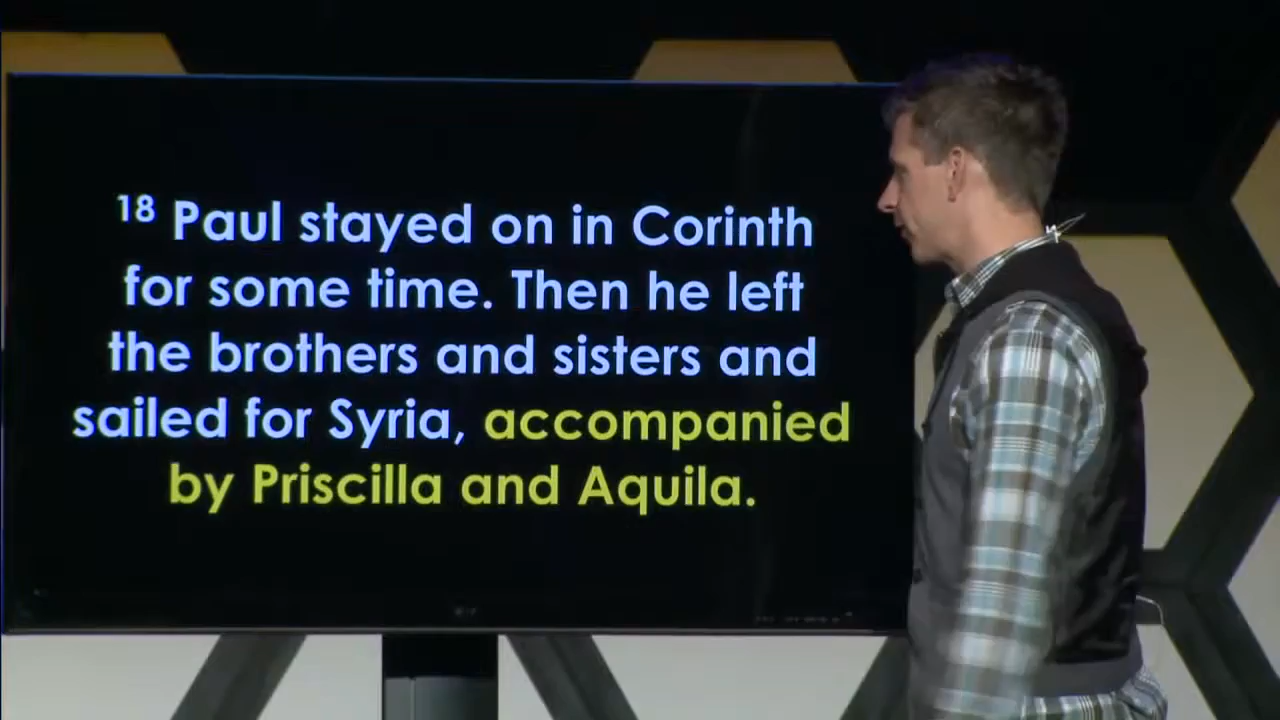 18 Paul stayed on in Corinth
for some time. Then he left
the brothers and sisters and
sailed for Syria, accompanied
by Priscilla and Aquila.